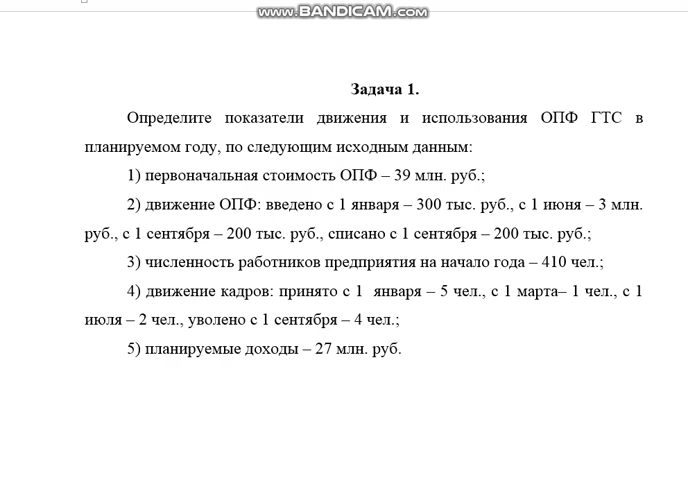 www.BANDICAM.com
Задача 1.
Определите показатели движения и использования ОПФ ГТС в
планируемом году, по следующим исходным данным:
1) первоначальная стоимость ОПФ – 39 млн. руб.;
2) движение ОПФ: введено с 1 января – 300 тыс. руб., с 1 июня – 3 млн.
руб., с 1 сентября – 200 тыс. руб., списано с 1 сентября – 200 тыс. руб.;
3) численность работников предприятия на начало года – 410 чел.;
4) движение кадров: принято с 1 января – 5 чел., с 1 марта– 1 чел., с 1
июля – 2 чел., уволено с 1 сентября – 4 чел.;
5) планируемые доходы – 27 млн. руб.